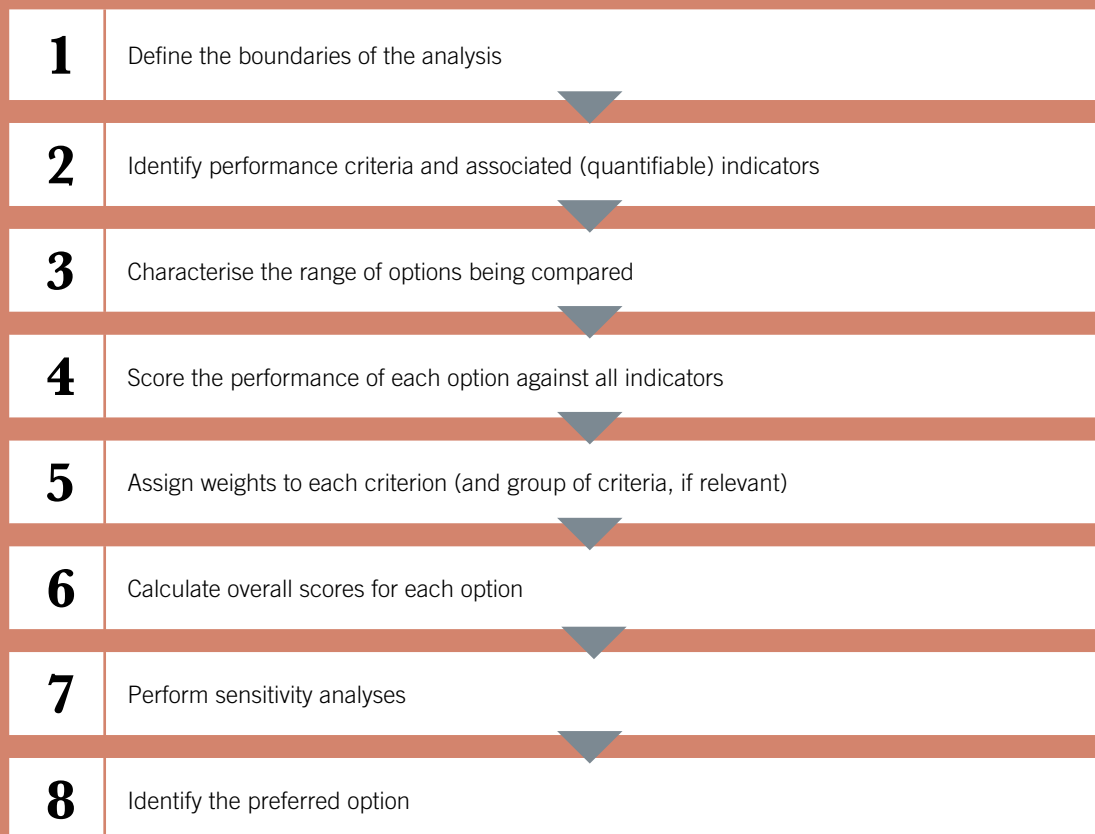 1
Define the boundaries of the analysis
2
Identify performance criteria and associated (quantifiable) indicators
3
Characterise the range of options being compared
4
Score the performance of each option against all indicators
5
Assign weights to each criterion (and group of criteria, if relevant)
6
Calculate overall scores for each option
7
Perform sensitivity analyses
8
Identify the preferred option